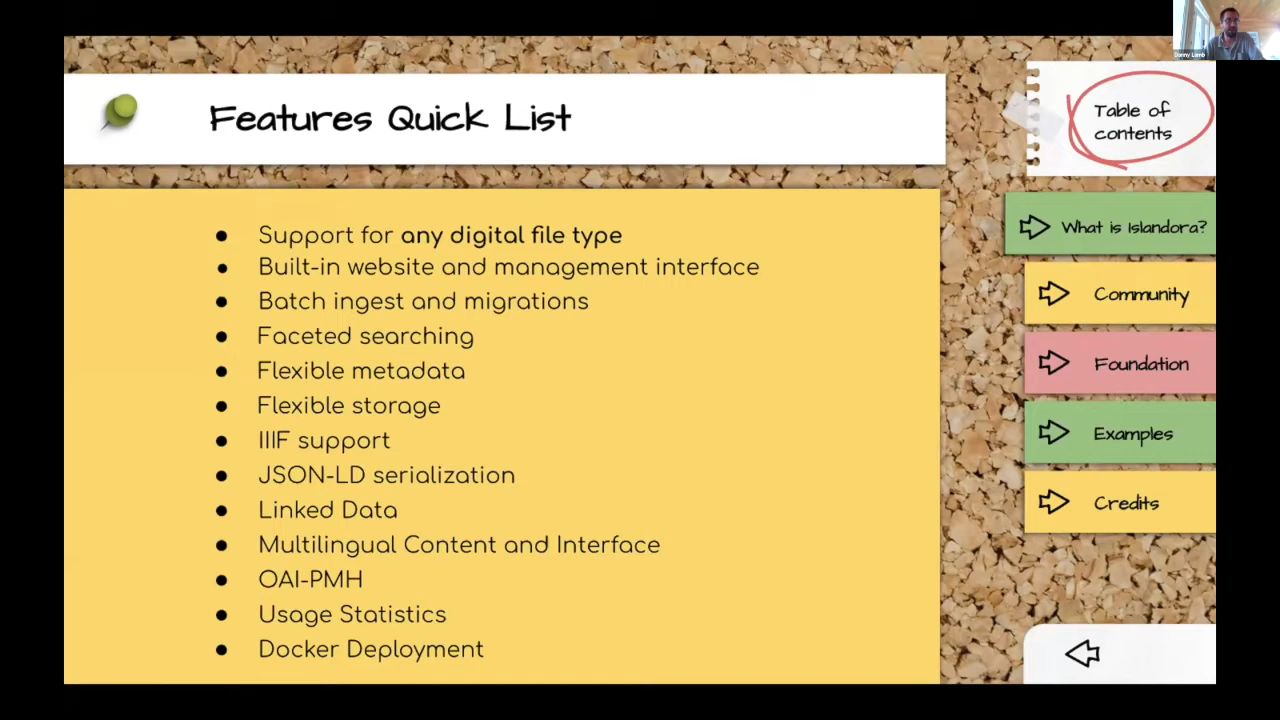 Features Quick List
Support for any digital file type
Built-in website and management interface
Batch ingest and migrations
Faceted searching
Flexible metadata
Flexible storage
IIIF support
JSON-LD serialization
Linked Data
Multilingual Content and Interface
OAI-PMH
Usage Statistics
Docker Deployment
Table of
contents
What is Islandora?
Community
Foundation
Examples
Credits
Danny Lamb